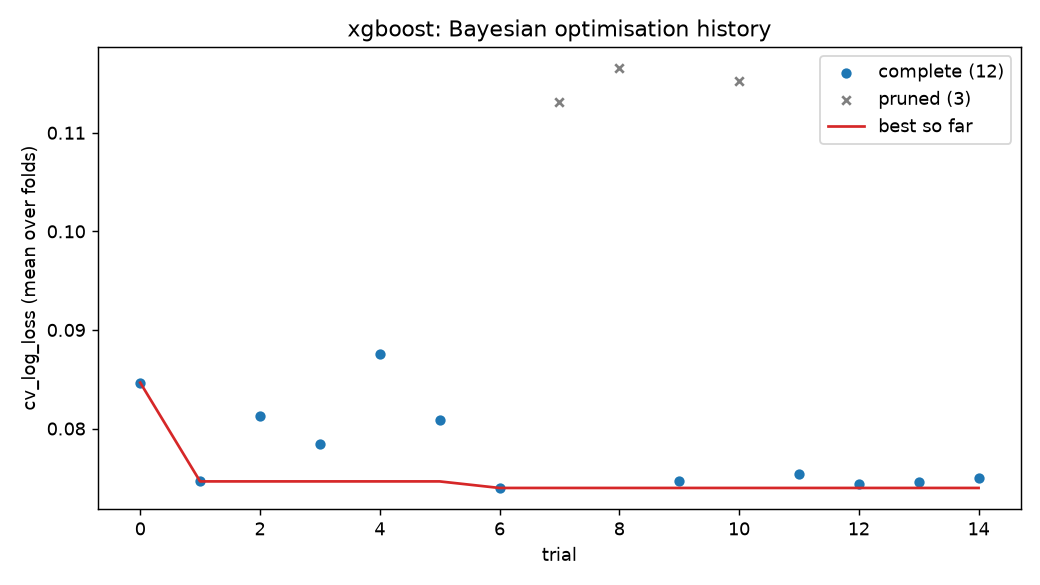 xgboost: Bayesian optimisation history
complete (12)
pruned (3)
best so far
cv_log_loss (mean over folds)
0.11
0.10
0.09
0.08
0
2
4
6
8
10
12
14
trial